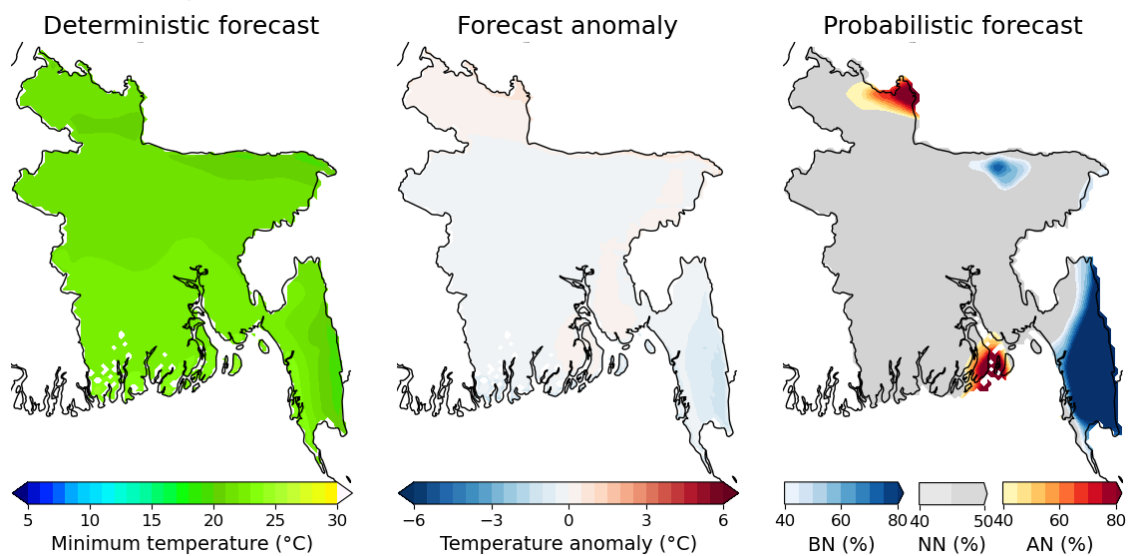 Deterministic forecast
Forecast anomaly
Probabilistic forecast
5 10 15 20 25 30
Minimum temperature (°C)
−6 −3 0 3 6
Temperature anomaly (°C)
40 60 80
BN (%)
40 50
NN (%)
40 60 80
AN (%)